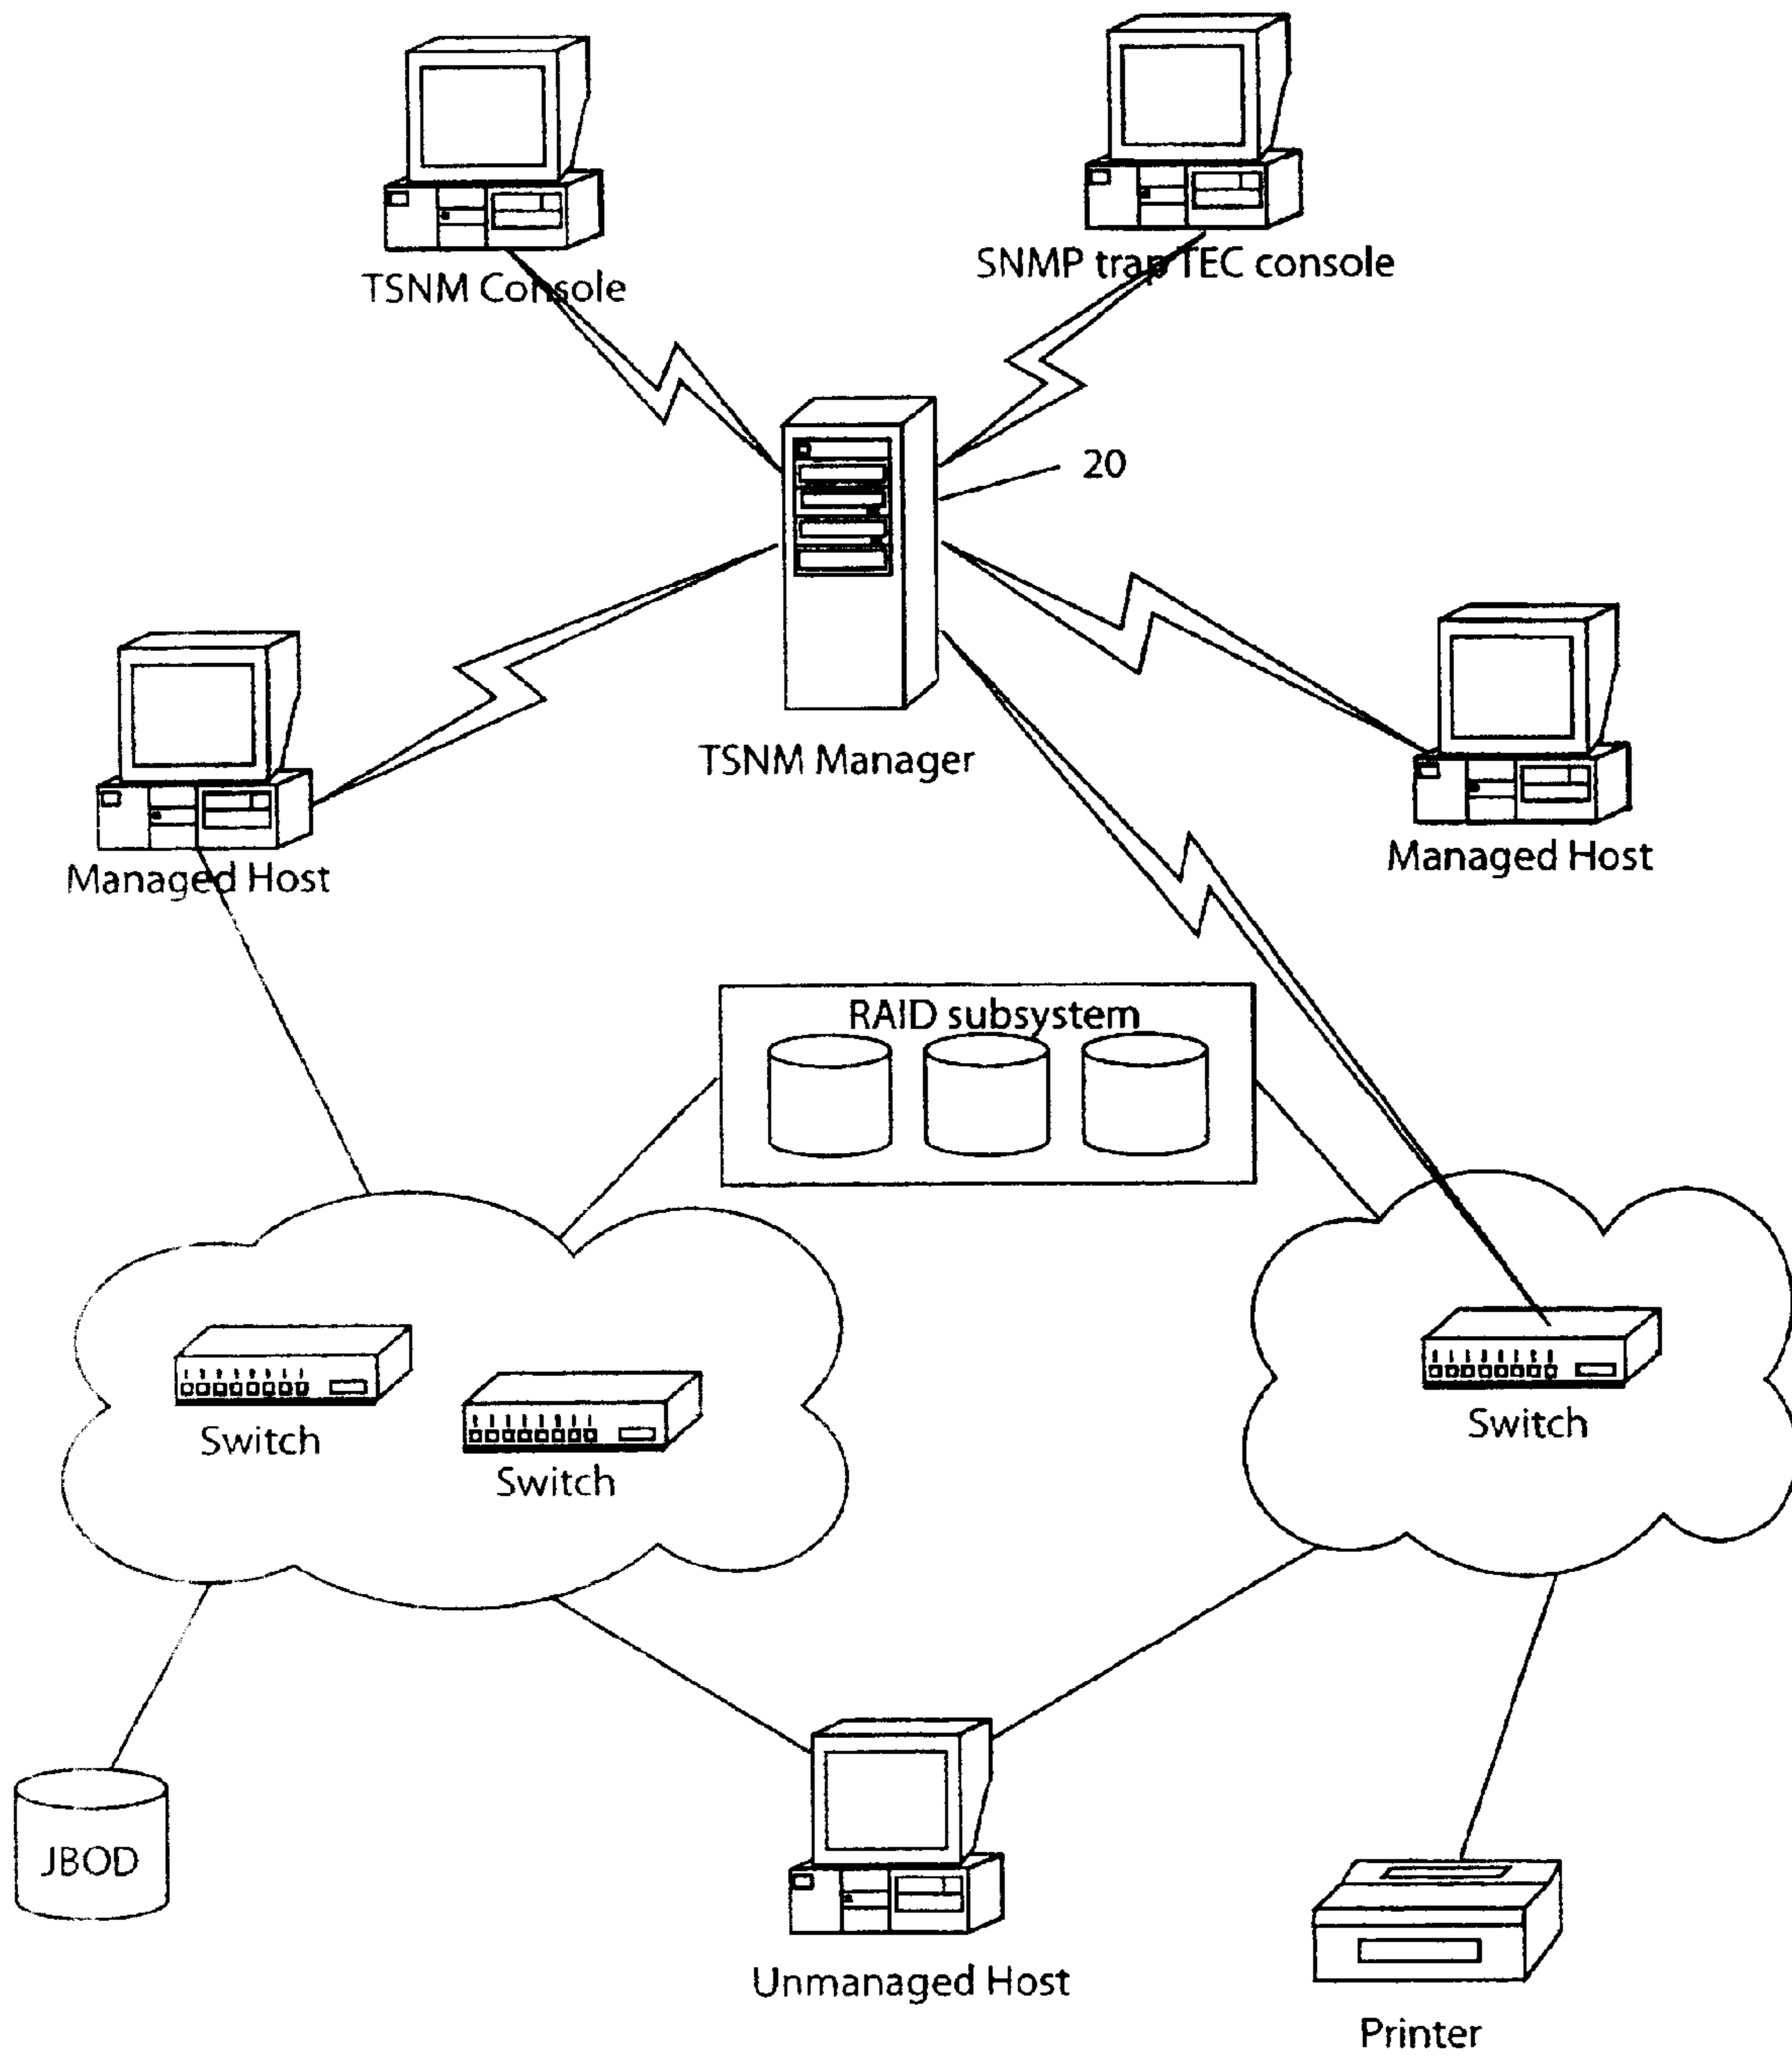 TSNM Console
SNMP trap TEC console
20
TSNM Manager
Managed Host
Managed Host
RAID subsystem
Switch
Switch
Switch
JBOD
Unmanaged Host
Printer